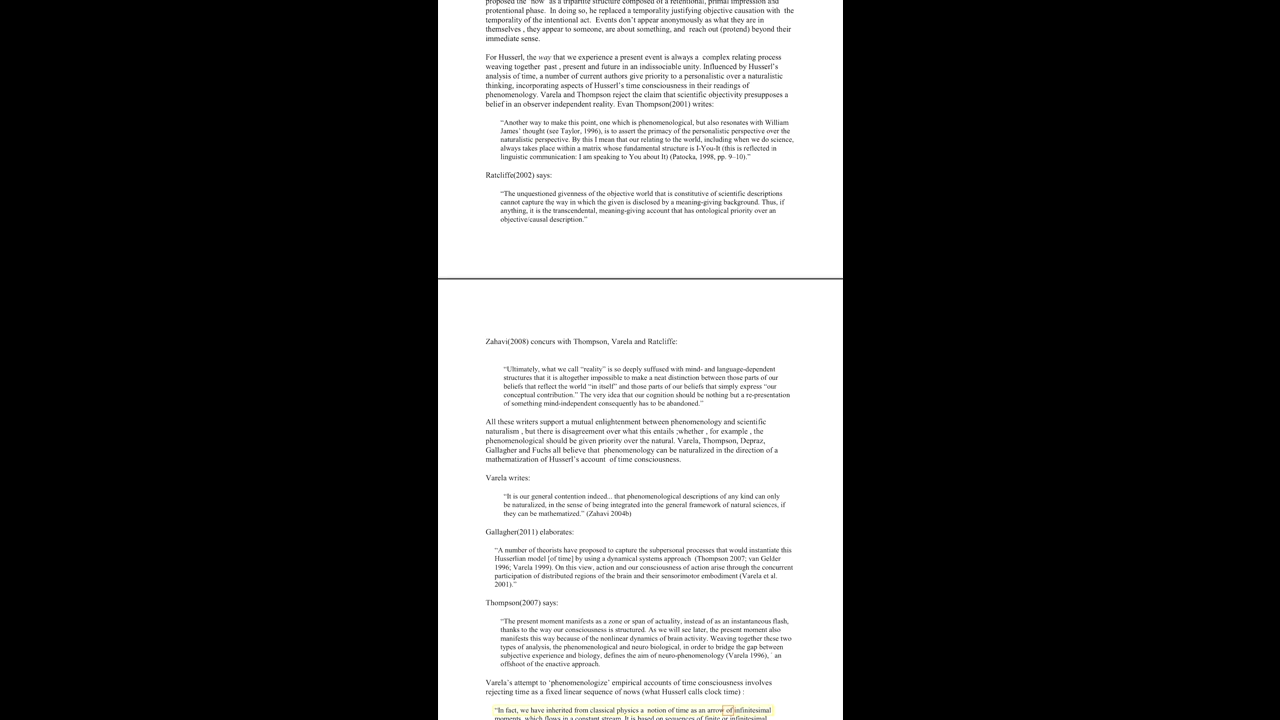 proposed the 'now' as a tripartite structure composed of a retentional, primal impression and
protentional phase. In doing so, he replaced a temporality justifying objective causation with the
temporality of the intentional act. Events don't appear anonymously as what they are in
themselves , they appear to someone, are about something, and reach out (protend) beyond their
immediate sense.
For Husserl, the way that we experience a present event is always a complex relating process
weaving together past , present and future in an indissociable unity. Influenced by Husserl's
analysis of time, a number of current authors give priority to a personalistic over a naturalistic
thinking, incorporating aspects of Husserl's time consciousness in their readings of
phenomenology. Varela and Thompson reject the claim that scientific objectivity presupposes a
belief in an observer independent reality. Evan Thompson(2001) writes:
"Another way to make this point, one which is phenomenological, but also resonates with William
James' thought (see Taylor, 1996), is to assert the primacy of the personalistic perspective over the
naturalistic perspective. By this I mean that our relating to the world, including when we do science,
always takes place within a matrix whose fundamental structure is I-You-It (this is reflected in
linguistic communication: I am speaking to You about It) (Patocka, 1998, pp. 9–10)."
Ratcliffe(2002) says:
"The unquestioned givenness of the objective world that is constitutive of scientific descriptions
cannot capture the way in which the given is disclosed by a meaning-giving background. Thus, if
anything, it is the transcendental, meaning-giving account that has ontological priority over an
objective/causal description."
Zahavi(2008) concurs with Thompson, Varela and Ratcliffe:
"Ultimately, what we call "reality" is so deeply suffused with mind- and language-dependent
structures that it is altogether impossible to make a neat distinction between those parts of our
beliefs that reflect the world "in itself" and those parts of our beliefs that simply express "our
conceptual contribution." The very idea that our cognition should be nothing but a re-presentation
of something mind-independent consequently has to be abandoned."
All these writers support a mutual enlightenment between phenomenology and scientific
naturalism , but there is disagreement over what this entails ;whether , for example , the
phenomenological should be given priority over the natural. Varela, Thompson, Depraz,
Gallagher and Fuchs all believe that phenomenology can be naturalized in the direction of a
mathematization of Husserl's account of time consciousness.
Varela writes:
"It is our general contention indeed... that phenomenological descriptions of any kind can only
be naturalized, in the sense of being integrated into the general framework of natural sciences, if
they can be mathematized." (Zahavi 2004b)
Gallagher(2011) elaborates:
"A number of theorists have proposed to capture the subpersonal processes that would instantiate this
Husserlian model [of time] by using a dynamical systems approach (Thompson 2007; van Gelder
1996; Varela 1999). On this view, action and our consciousness of action arise through the concurrent
participation of distributed regions of the brain and their sensorimotor embodiment (Varela et al.
2001)."
Thompson(2007) says:
"The present moment manifests as a zone or span of actuality, instead of as an instantaneous flash,
thanks to the way our consciousness is structured. As we will see later, the present moment also
manifests this way because of the nonlinear dynamics of brain activity. Weaving together these two
types of analysis, the phenomenological and neuro biological, in order to bridge the gap between
subjective experience and biology, defines the aim of neuro-phenomenology (Varela 1996), an
offshoot of the enactive approach.
Varela's attempt to 'phenomenologize' empirical accounts of time consciousness involves
rejecting time as a fixed linear sequence of nows (what Husserl calls clock time) :
"In fact, we have inherited from classical physics a notion of time as an arrow of infinitesimal
moments, which flows in a constant stream. It is based on sequences of finite or infinitesimal